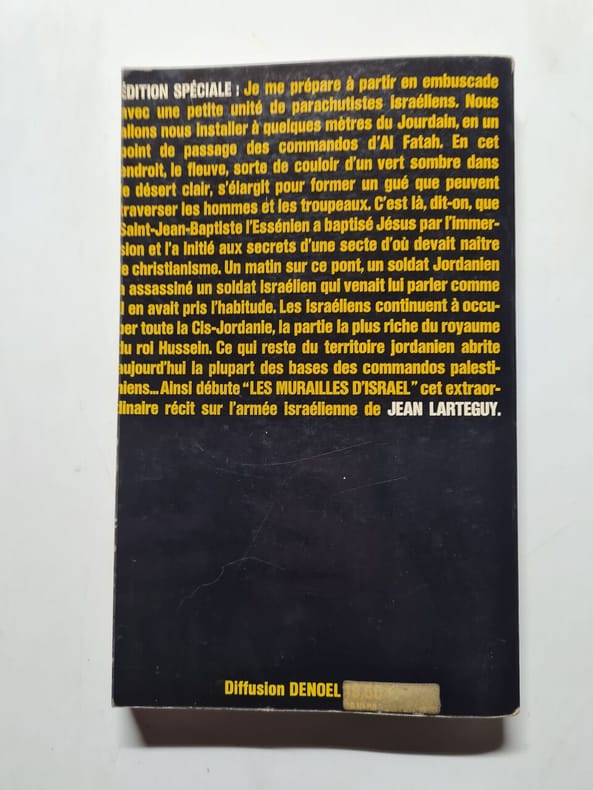 ÉDITION SPÉCIALE : Je me prépare à partir en embuscade
avec une petite unité de parachutistes israéliens. Nous
allons nous installer à quelques mètres du Jourdain, en un
point de passage des commandos d'Al Fatah. En cet
endroit, le fleuve, sorte de couloir d'un vert sombre dans
le désert clair, s'élargit pour former un gué que peuvent
traverser les hommes et les troupeaux. C'est là, dit-on, que
Saint-Jean-Baptiste l'Essénien a baptisé Jésus par l'immer-
sion et l'a initié aux secrets d'une secte d'où devait naître
le christianisme. Un matin sur ce pont, un soldat Jordanien
a assassiné un soldat israélien qui venait lui parler comme
il en avait pris l'habitude. Les Israéliens continuent à occu-
per toute la Cis-Jordanie, la partie la plus riche du royaume
du roi Hussein. Ce qui reste du territoire jordanien abrite
aujourd'hui la plupart des bases des commandos palesti-
niens... Ainsi débute "LES MURAILLES D'ISRAEL" cet extraor-
dinaire récit sur l'armée israélienne de JEAN LARTEGUY.
Diffusion DENOEL